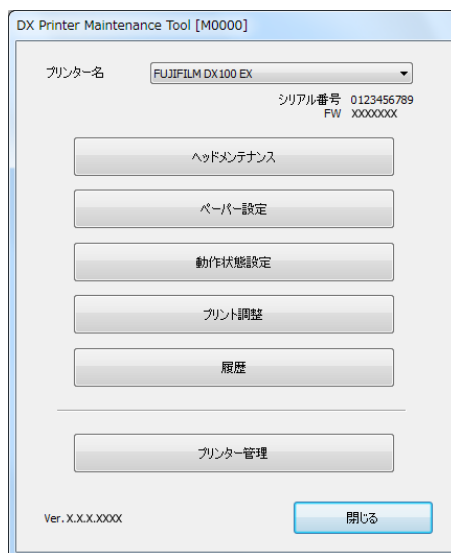 DX Printer Maintenance Tool [M0000]
プリンター名 FUJIFILM DX100 EX
シリアル番号 0123456789
FW XXXXXXX
ヘッドメンテナンス
ペーパー設定
動作状態設定
プリント調整
履歴
プリンター管理
Ver. X.X.X.XXXX 閉じる